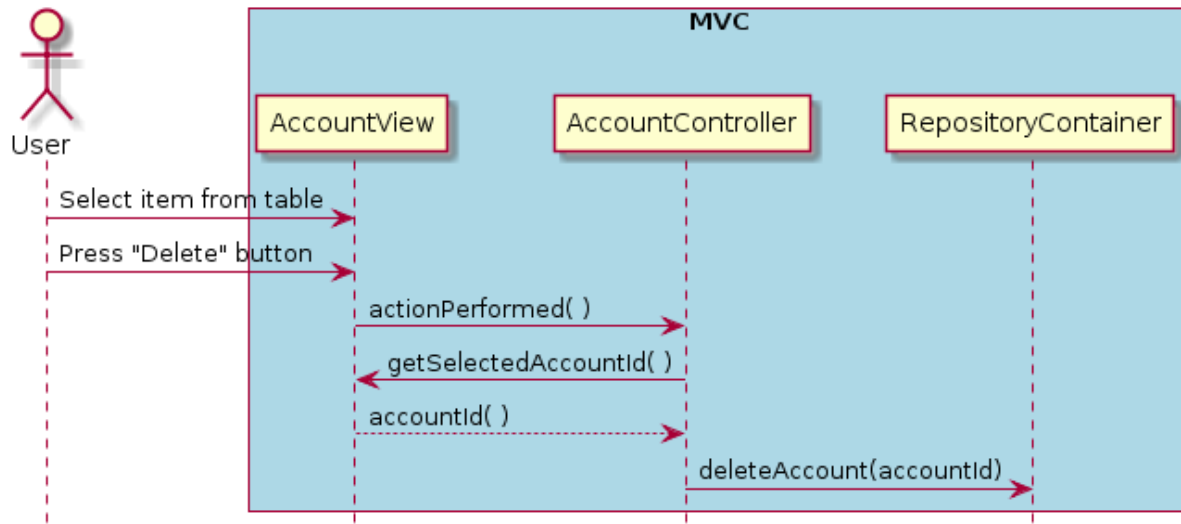 MVC
User
AccountView
AccountController
RepositoryContainer
Select item from table
Press "Delete" button
actionPerformed( )
getSelectedAccountId( )
accountId( )
deleteAccount(accountId)